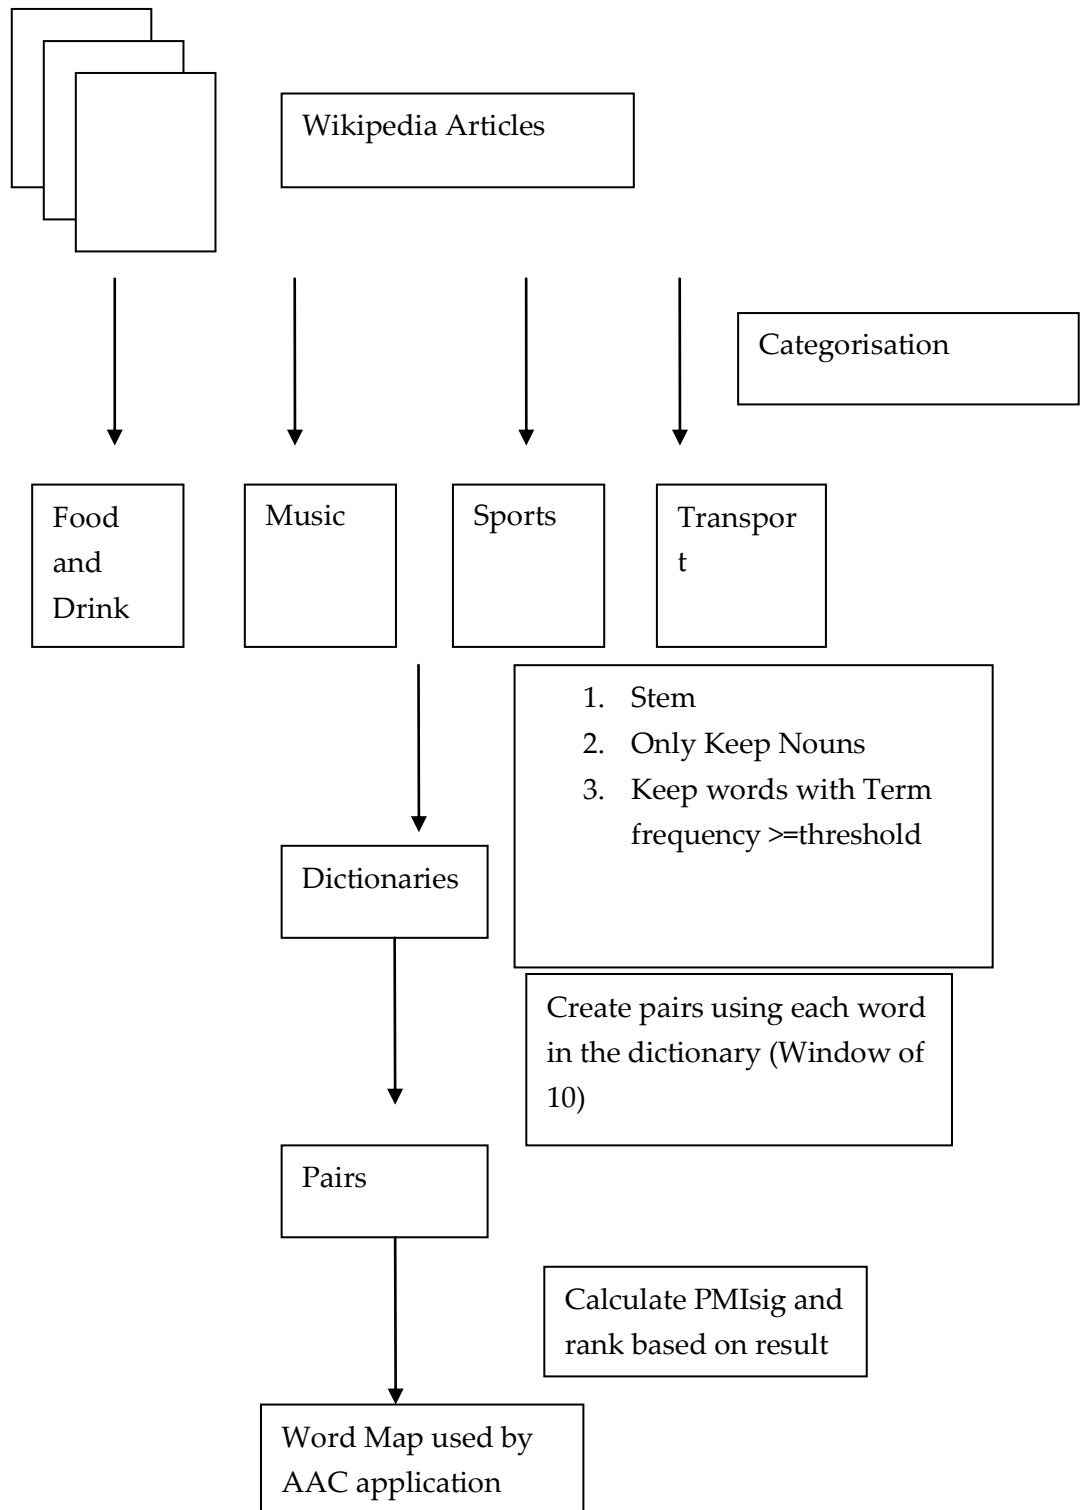 Wikipedia Articles
Categorisation
Food
and
Drink
Music
Sports
Transpor
t
1. Stem
2. Only Keep Nouns
3. Keep words with Term
frequency >=threshold
Dictionaries
Create pairs using each word
in the dictionary (Window of
10)
Pairs
Calculate PMIsig and
rank based on result
Word Map used by
AAC application